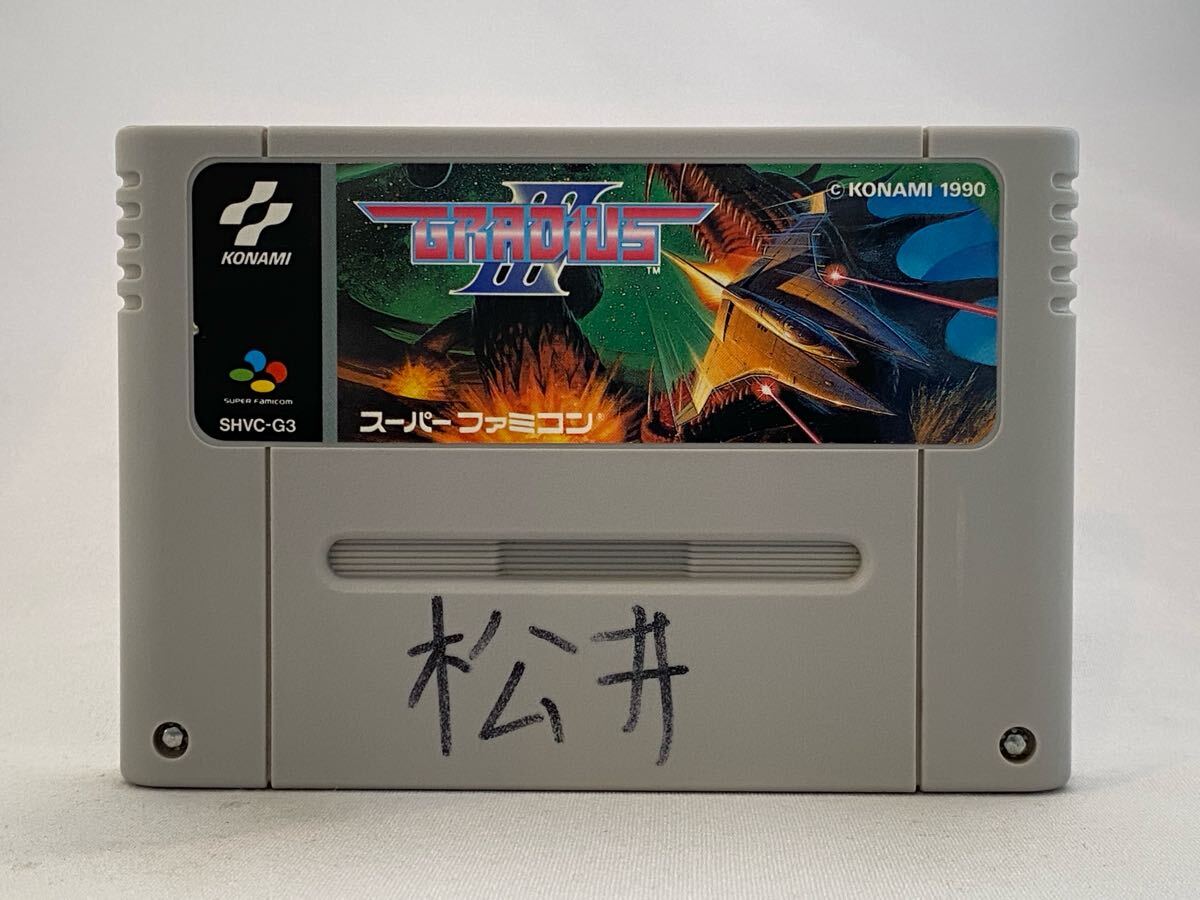 KONAMI
SUPER FAMICOM
SHVC-G3
GRADIUS III TM
© KONAMI 1990
スーパーファミコン®
松井